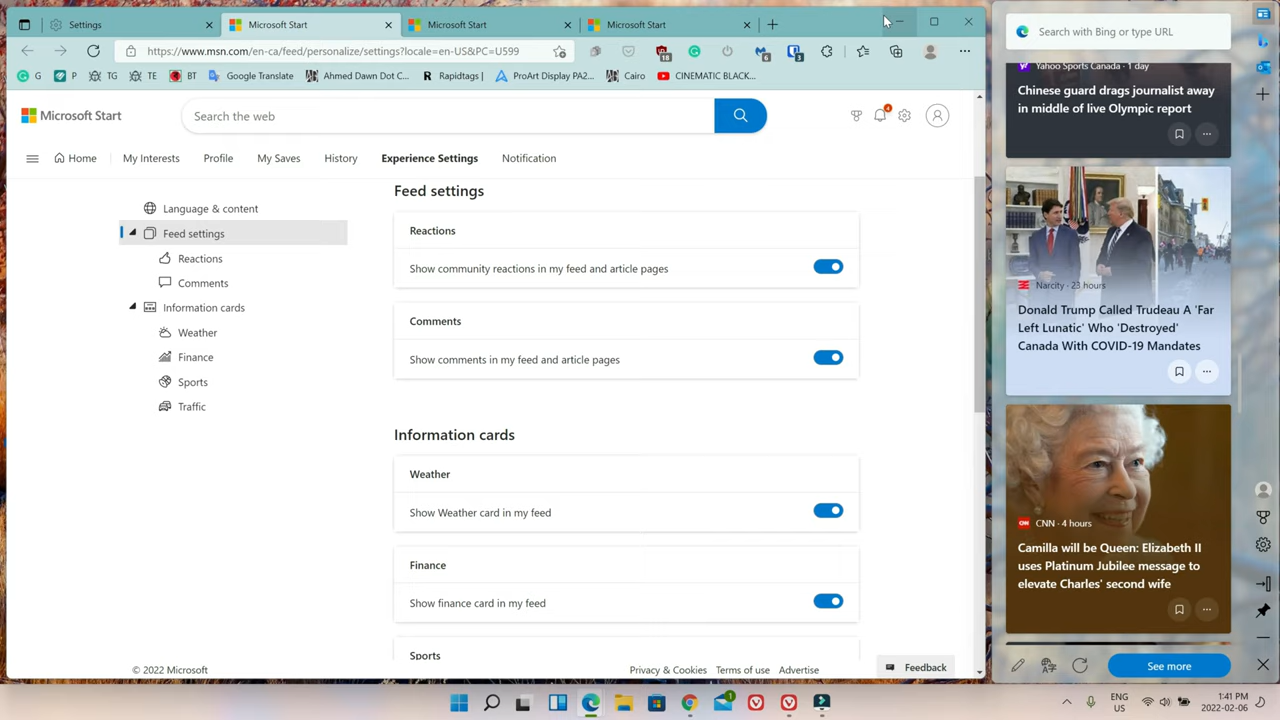 Settings
Microsoft Start
Microsoft Start
Microsoft Start
https://www.msn.com/en-ca/feed/personalize/settings?locale=en-US&PC=U599
18
6
3
G
P
TG
TE
BT
Google Translate
Ahmed Dawn Dot C...
Rapidtags |
ProArt Display PA2...
Cairo
CINEMATIC BLACK...
Microsoft Start
Search the web
4
Home
My Interests
Profile
My Saves
History
Experience Settings
Notification
Language & content
Feed settings
Reactions
Comments
Information cards
Weather
Finance
Sports
Traffic
Feed settings
Reactions
Show community reactions in my feed and article pages
Comments
Show comments in my feed and article pages
Information cards
Weather
Show Weather card in my feed
Finance
Show finance card in my feed
Sports
© 2022 Microsoft
Privacy & Cookies
Terms of use
Advertise
Feedback
Search with Bing or type URL
Yahoo Sports Canada · 1 day
Chinese guard drags journalist away
in middle of live Olympic report
Narcity · 23 hours
Donald Trump Called Trudeau A 'Far
Left Lunatic' Who 'Destroyed'
Canada With COVID-19 Mandates
CNN · 4 hours
Camilla will be Queen: Elizabeth II
uses Platinum Jubilee message to
elevate Charles' second wife
See more
1
ENG
US
1:41 PM
2022-02-06